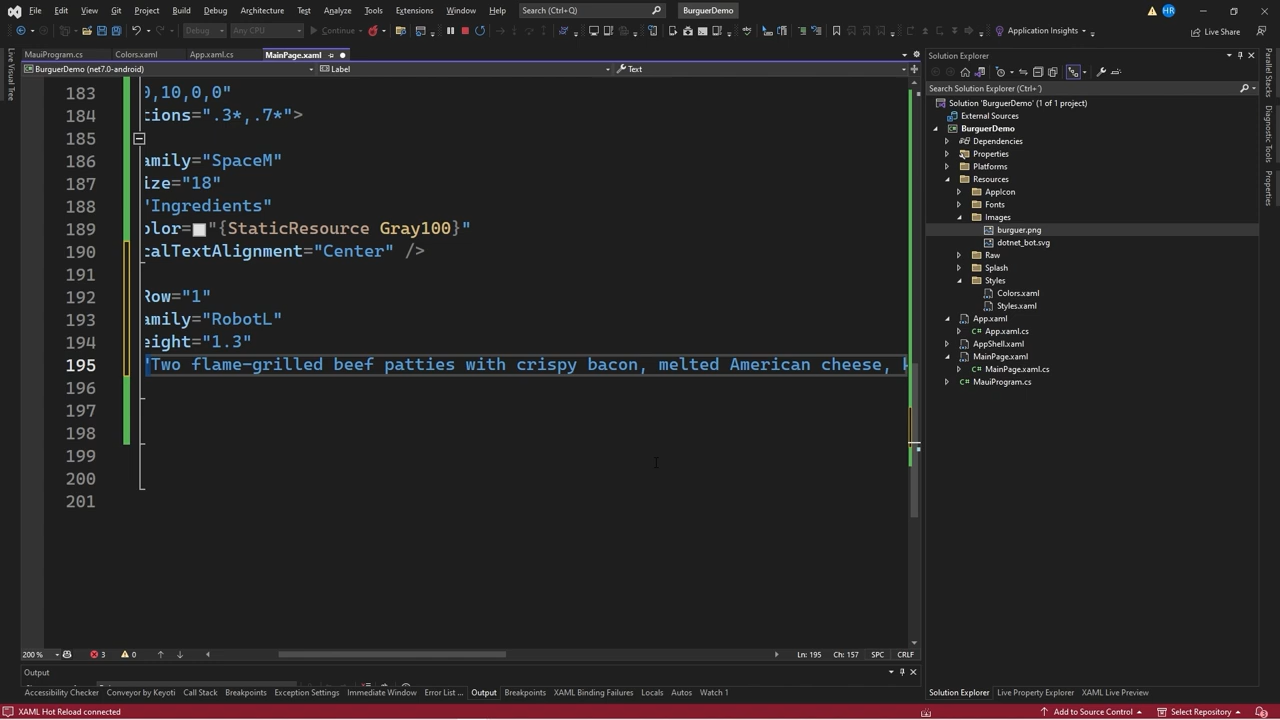 File Edit View Git Project Build Debug Architecture Test Analyze Tools Extensions Window Help Search (Ctrl+Q) BurguerDemo HR
Debug Any CPU Continue Application Insights Live Share
MauiProgram.cs Colors.xaml App.xaml.cs MainPage.xaml
BurguerDemo (net7.0-android) Label Text
Live Visual Tree
183 0,10,0,0"
184 tions=".3*,.7*">
185
186 amily="SpaceM"
187 ize="18"
188 "Ingredients"
189 olor= "{StaticResource Gray100}"
190 calTextAlignment="Center" />
191
192 Row="1"
193 amily="RobotL"
194 eight="1.3"
195 "Two flame-grilled beef patties with crispy bacon, melted American cheese,
196
197
198
199
200
201
200 % 3 0 Ln: 195 Ch: 157 SPC CRLF
Output
Accessibility Checker Conveyor by Keyoti Call Stack Breakpoints Exception Settings Immediate Window Error List ... Output Breakpoints XAML Binding Failures Locals Autos Watch 1
Solution Explorer
Search Solution Explorer (Ctrl+¨)
Solution 'BurguerDemo' (1 of 1 project)
External Sources
BurguerDemo
Dependencies
Properties
Platforms
Resources
AppIcon
Fonts
Images
burguer.png
dotnet_bot.svg
Raw
Splash
Styles
Colors.xaml
Styles.xaml
App.xaml
App.xaml.cs
AppShell.xaml
MainPage.xaml
MainPage.xaml.cs
MauiProgram.cs
Solution Explorer Live Property Explorer XAML Live Preview
Parallel Stacks
Diagnostic Tools
Properties
XAML Hot Reload connected Add to Source Control Select Repository